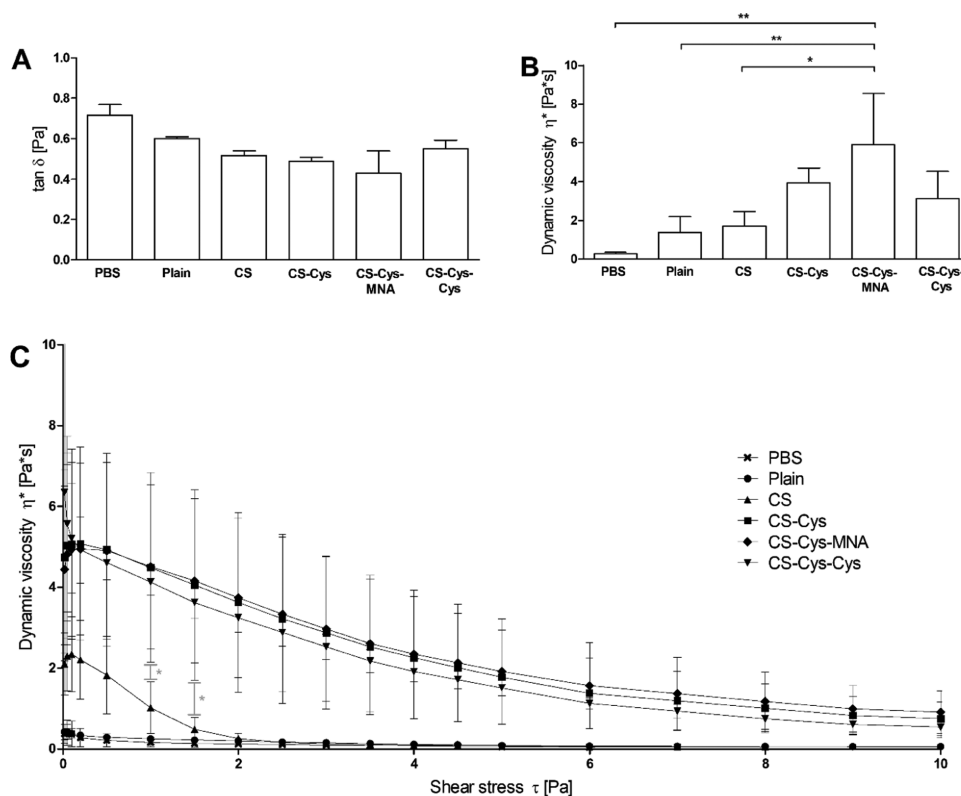 A
tan δ [Pa]
1.0
0.8
0.6
0.4
0.2
0.0
PBS Plain CS CS-Cys CS-Cys-MNA CS-Cys-Cys
B
** 
**
*
Dynamic viscosity η* [Pa*s]
10
8
6
4
2
0
PBS Plain CS CS-Cys CS-Cys-MNA CS-Cys-Cys
C
Dynamic viscosity η* [Pa*s]
10
8
6
4
2
0
*
*
PBS
Plain
CS
CS-Cys
CS-Cys-MNA
CS-Cys-Cys
0 2 4 6 8 10
Shear stress τ [Pa]